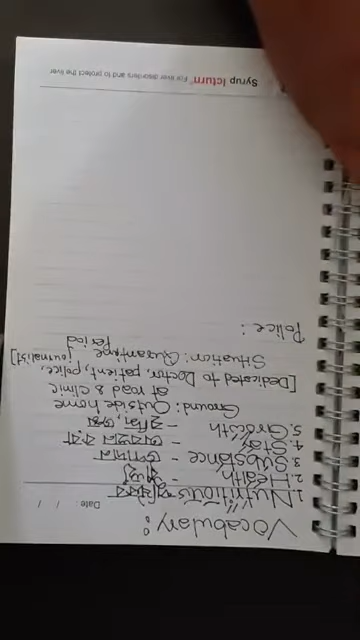 Vocabulary:
Date / /
1. Nutritious -
2. Health -
3. Substance - উপাদান
4. Stay - অবস্থান করা
5. Growth - বৃদ্ধি,
Ground: Outside home
at road & clinic
[Dedicated to Doctor, patient, police,
Situation: Quarantine journalist]
Period
Police:
Syrup Icturn For liver disorders and to protect the liver